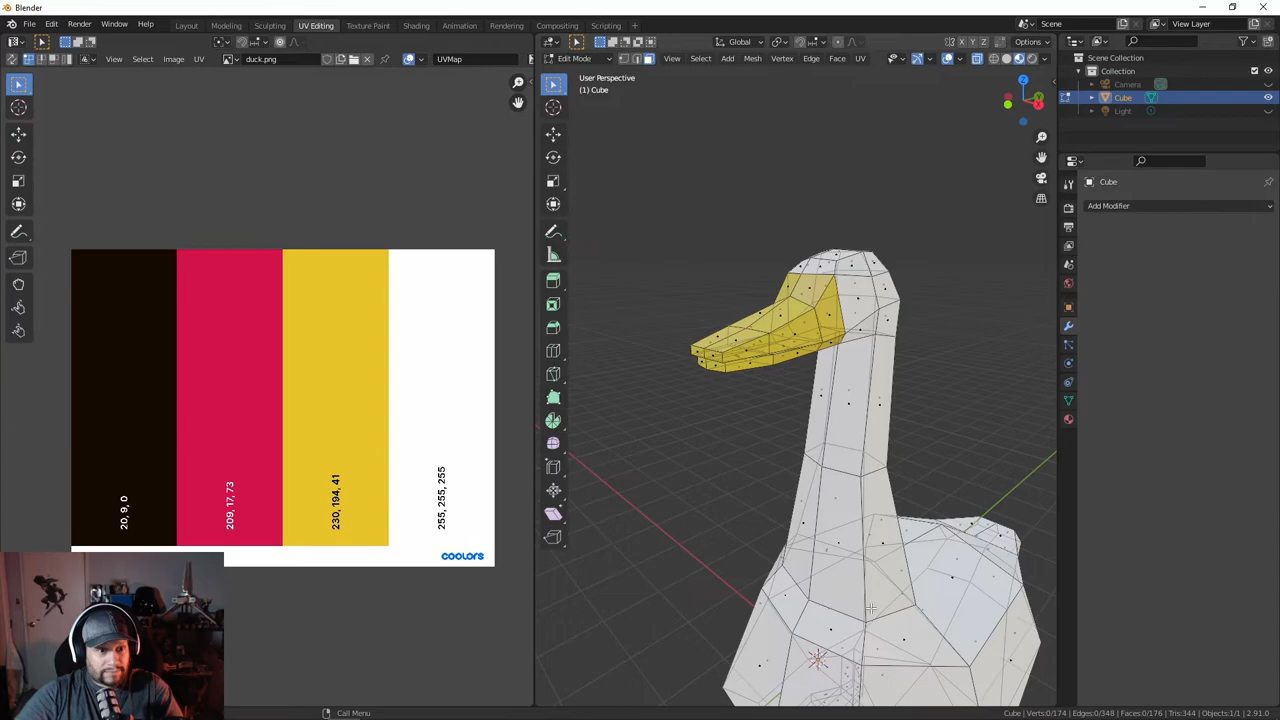 Blender
File Edit Render Window Help Layout Modeling Sculpting UV Editing Texture Paint Shading Animation Rendering Compositing Scripting + Scene View Layer
Global Options
View Select Image UV duck.png UVMap Edit Mode View Select Add Mesh Vertex Edge Face UV
X Y Z
User Perspective
(1) Cube
Scene Collection
Collection
Camera
Cube
Light
Cube
Add Modifier
20, 9, 0
209, 17, 73
230, 194, 41
255, 255, 255
coolors
Call Menu
Cube | Verts:0/174 | Edges:0/348 | Faces:0/176 | Tris:344 | Objects:1/1 | 2.91.0